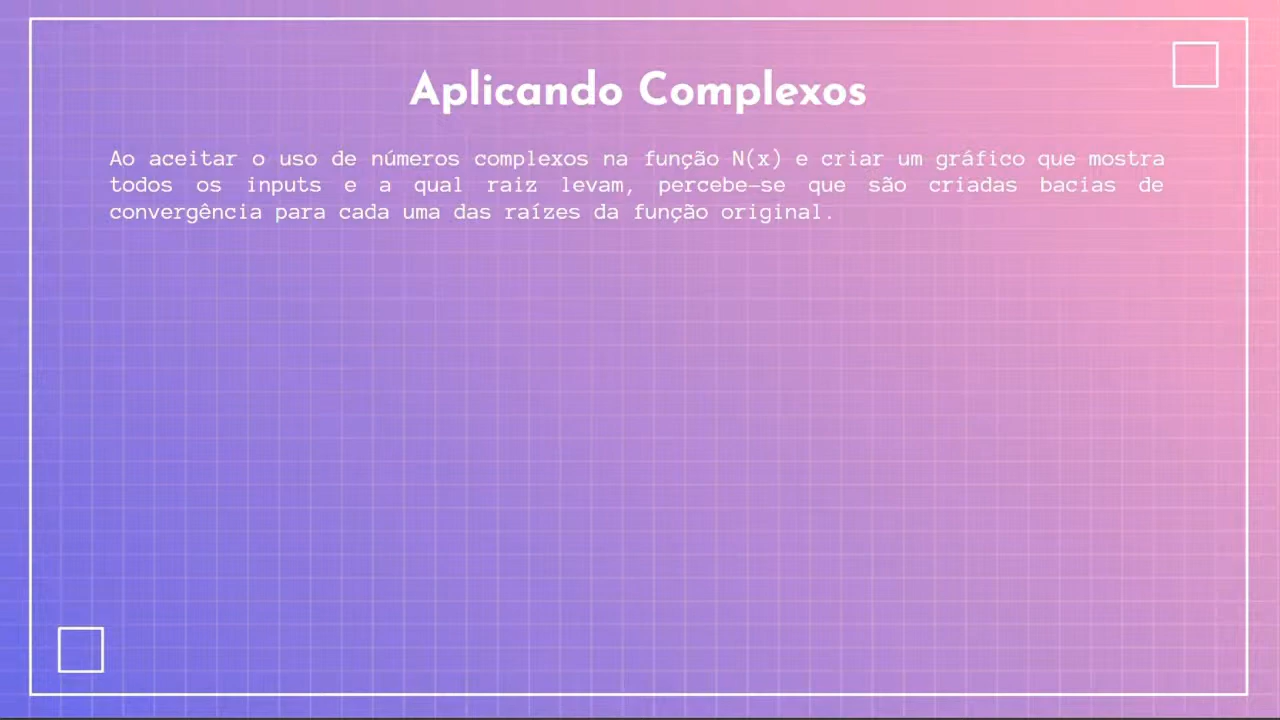 Aplicando Complexos
Ao aceitar o uso de números complexos na função N(x) e criar um gráfico que mostra
todos os inputs e a qual raiz levam, percebe-se que são criadas bacias de
convergência para cada uma das raízes da função original.